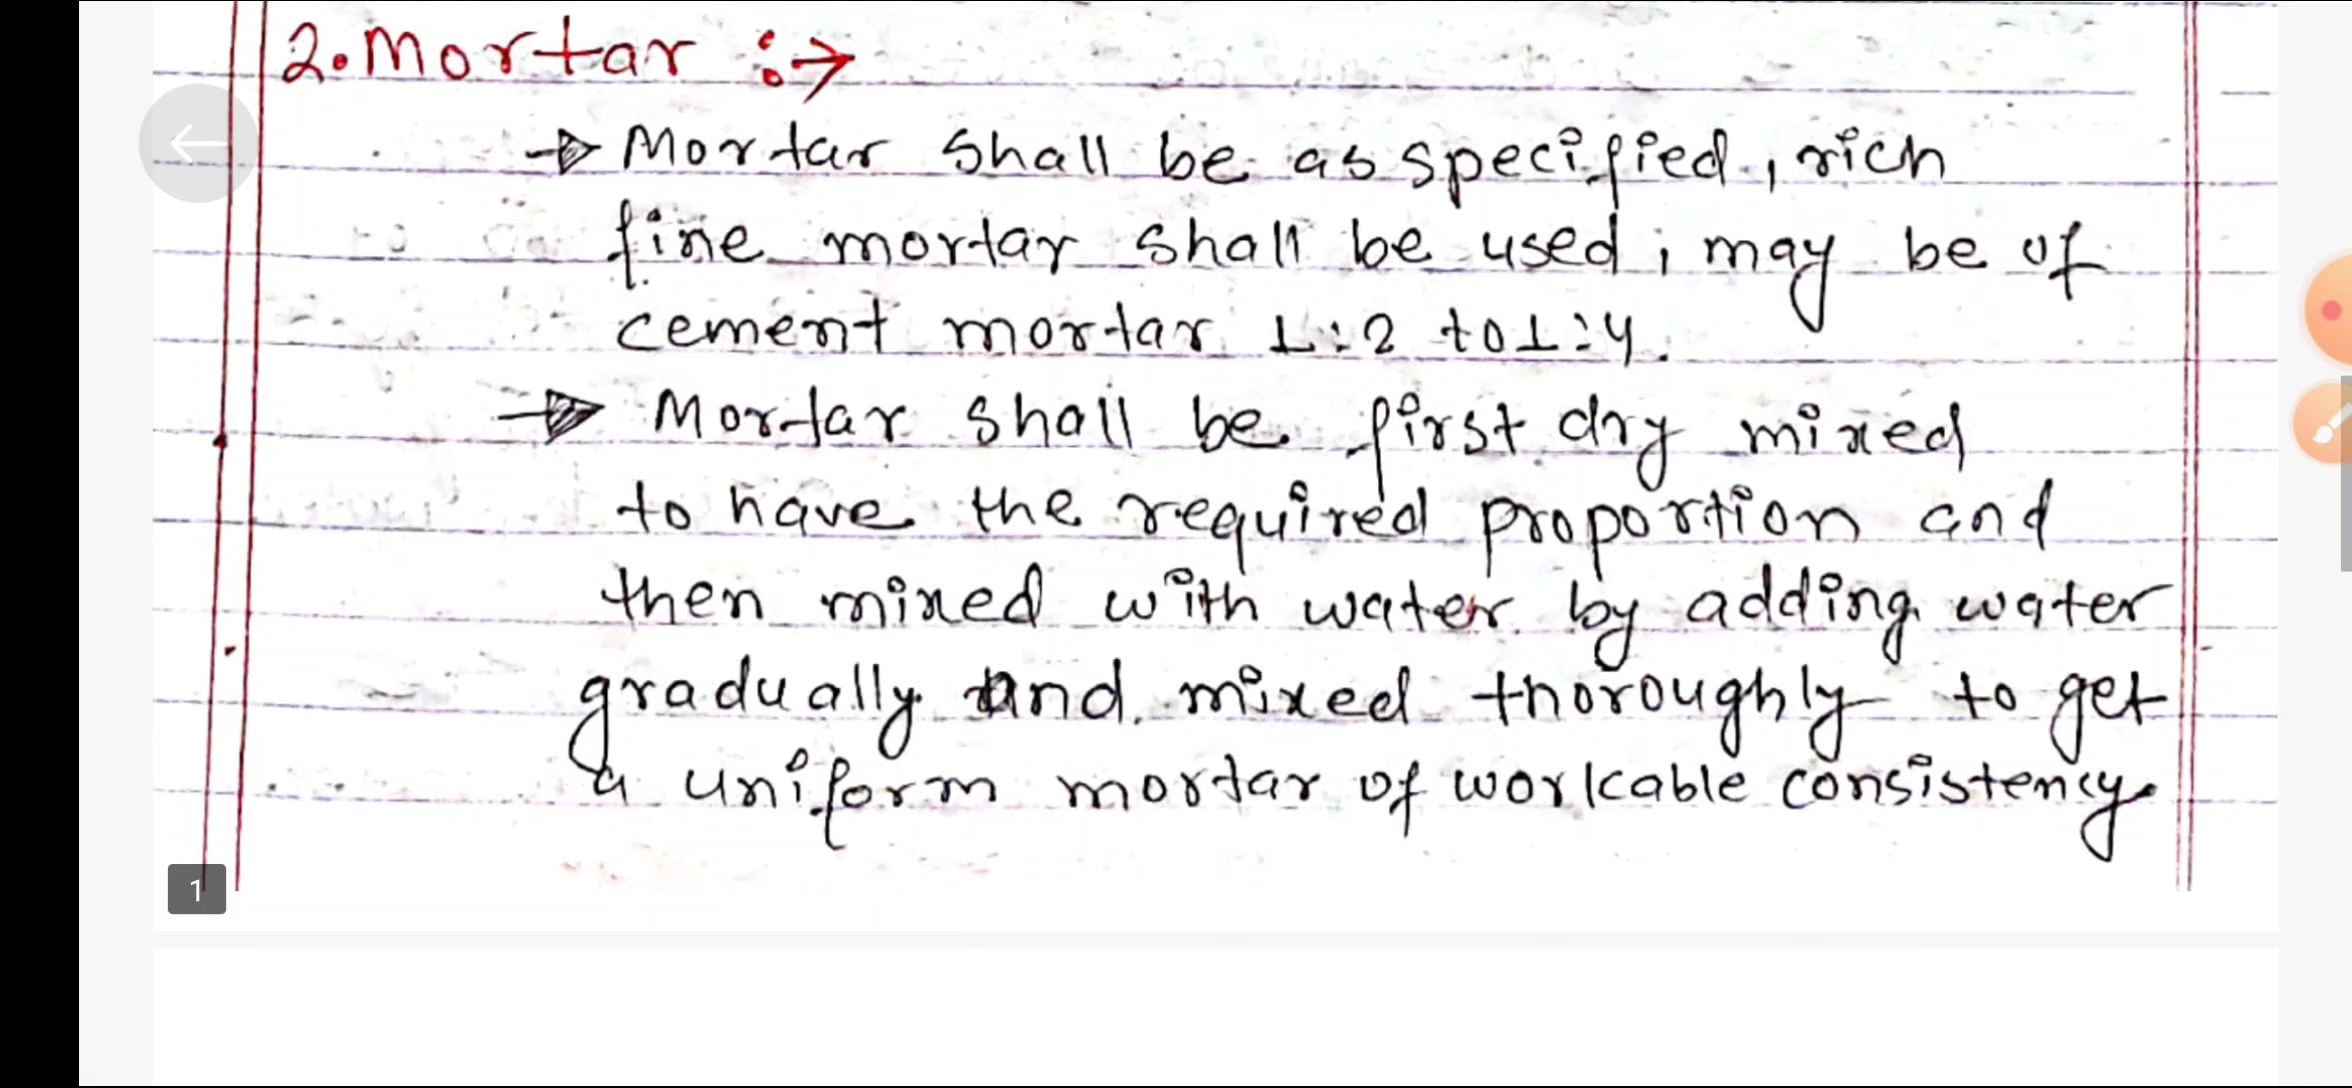 2. Mortar :→
→ Mortar shall be as specified, rich
fine mortar shall be used, may be of
cement mortar 1:2 to 1:4.
→ Mortar shall be first dry mixed
to have the required proportion and
then mixed with water by adding water
gradually and mixed thoroughly to get
a uniform mortar of workable consistency.
1